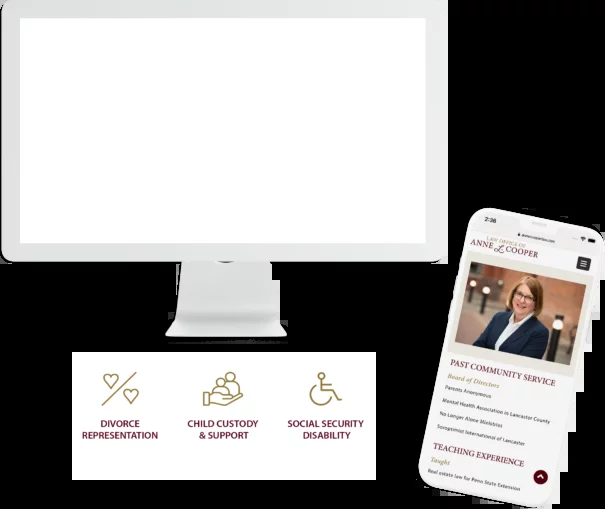 2:36
LAW OFFICE OF
ANNE L COOPER
PAST COMMUNITY SERVICE
Board of Directors
Parents Anonymous
Mental Health Association in Lancaster County
No Longer Alone Ministries
Soroptimist International of Lancaster
TEACHING EXPERIENCE
Taught
Real estate law for Penn State Extension
DIVORCE
REPRESENTATION
CHILD CUSTODY
& SUPPORT
SOCIAL SECURITY
DISABILITY